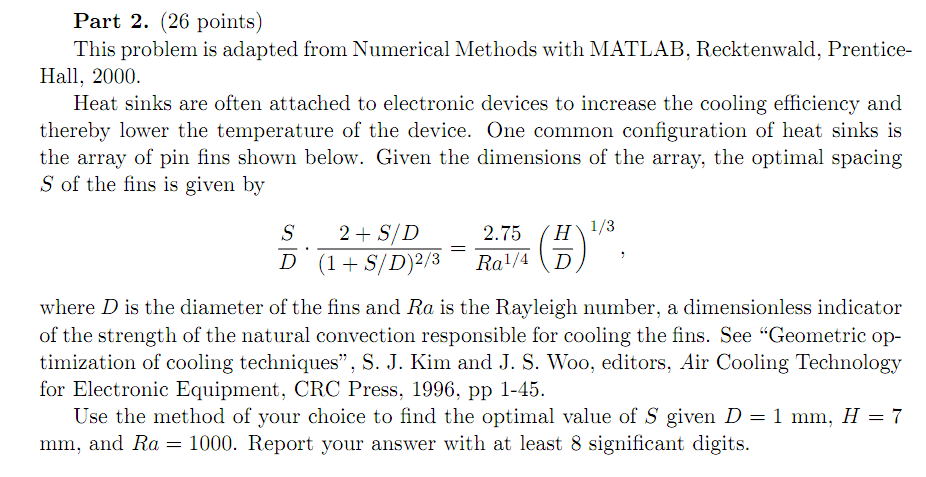 Part 2. (26 points)
This problem is adapted from Numerical Methods with MATLAB, Recktenwald, Prentice-
Hall, 2000.
Heat sinks are often attached to electronic devices to increase the cooling efficiency and
thereby lower the temperature of the device. One common configuration of heat sinks is
the array of pin fins shown below. Given the dimensions of the array, the optimal spacing
S of the fins is given by
S/D · (2 + S/D)/((1 + S/D)^{2/3}) = 2.75/Ra^{1/4} (H/D)^{1/3},
where D is the diameter of the fins and Ra is the Rayleigh number, a dimensionless indicator
of the strength of the natural convection responsible for cooling the fins. See “Geometric op-
timization of cooling techniques”, S. J. Kim and J. S. Woo, editors, Air Cooling Technology
for Electronic Equipment, CRC Press, 1996, pp 1-45.
Use the method of your choice to find the optimal value of S given D = 1 mm, H = 7
mm, and Ra = 1000. Report your answer with at least 8 significant digits.